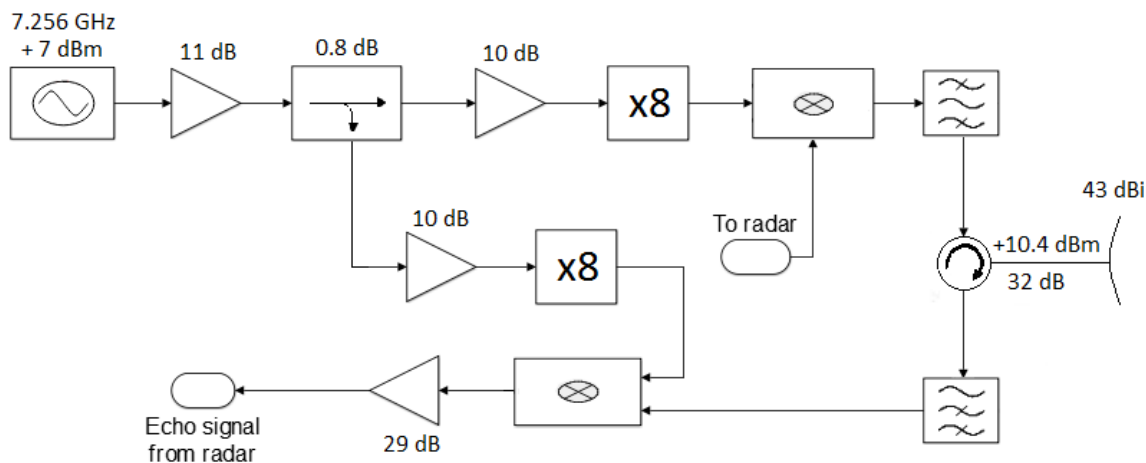 7.256 GHz
+ 7 dBm
11 dB
0.8 dB
10 dB
x8
43 dBi
10 dB
To radar
+10.4 dBm
x8
32 dB
Echo signal
from radar
29 dB